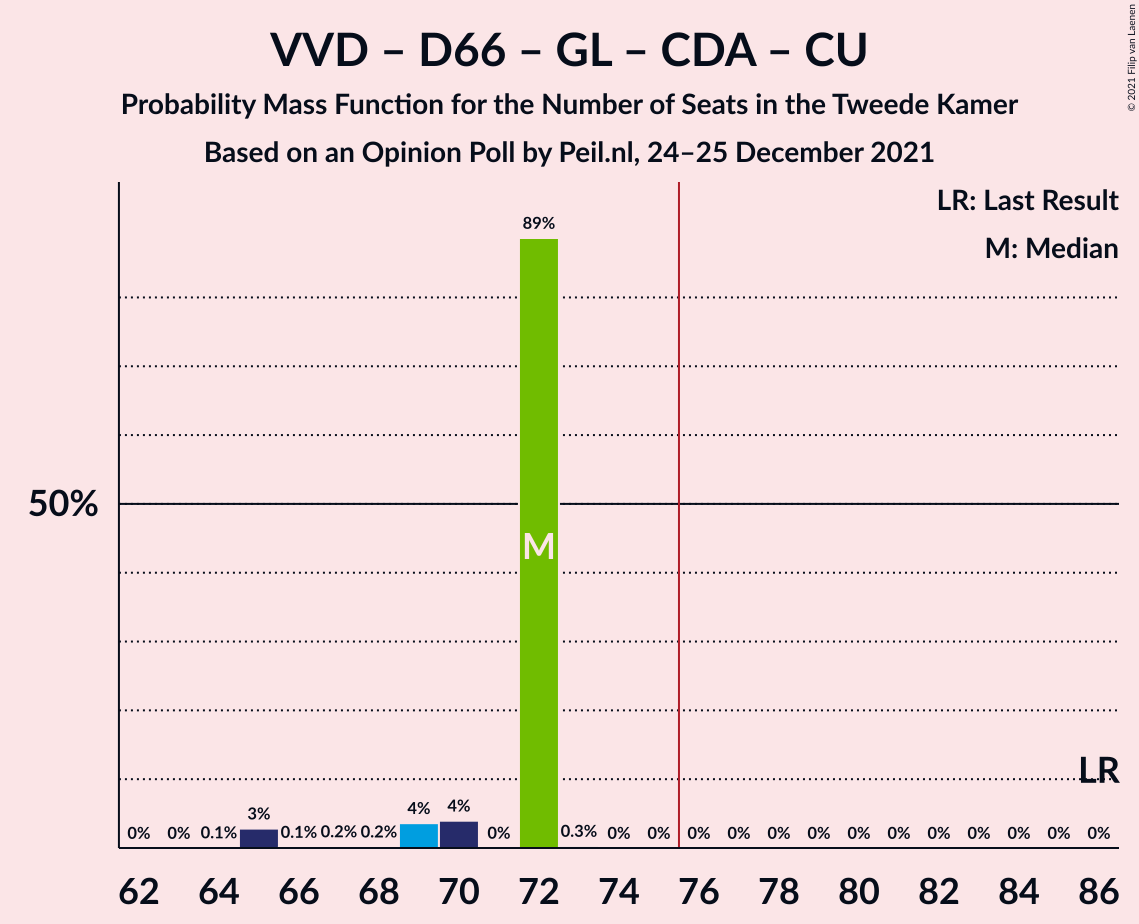 VVD – D66 – GL – CDA – CU
Probability Mass Function for the Number of Seats in the Tweede Kamer
Based on an Opinion Poll by Peil.nl, 24–25 December 2021
© 2021 Filip van Laenen
LR: Last Result
M: Median
89%
50%
M
LR
0% 0% 0.1% 3% 0.1% 0.2% 0.2% 4% 4% 0% 0.3% 0% 0% 0% 0% 0% 0% 0% 0% 0% 0% 0% 0% 0%
62 64 66 68 70 72 74 76 78 80 82 84 86